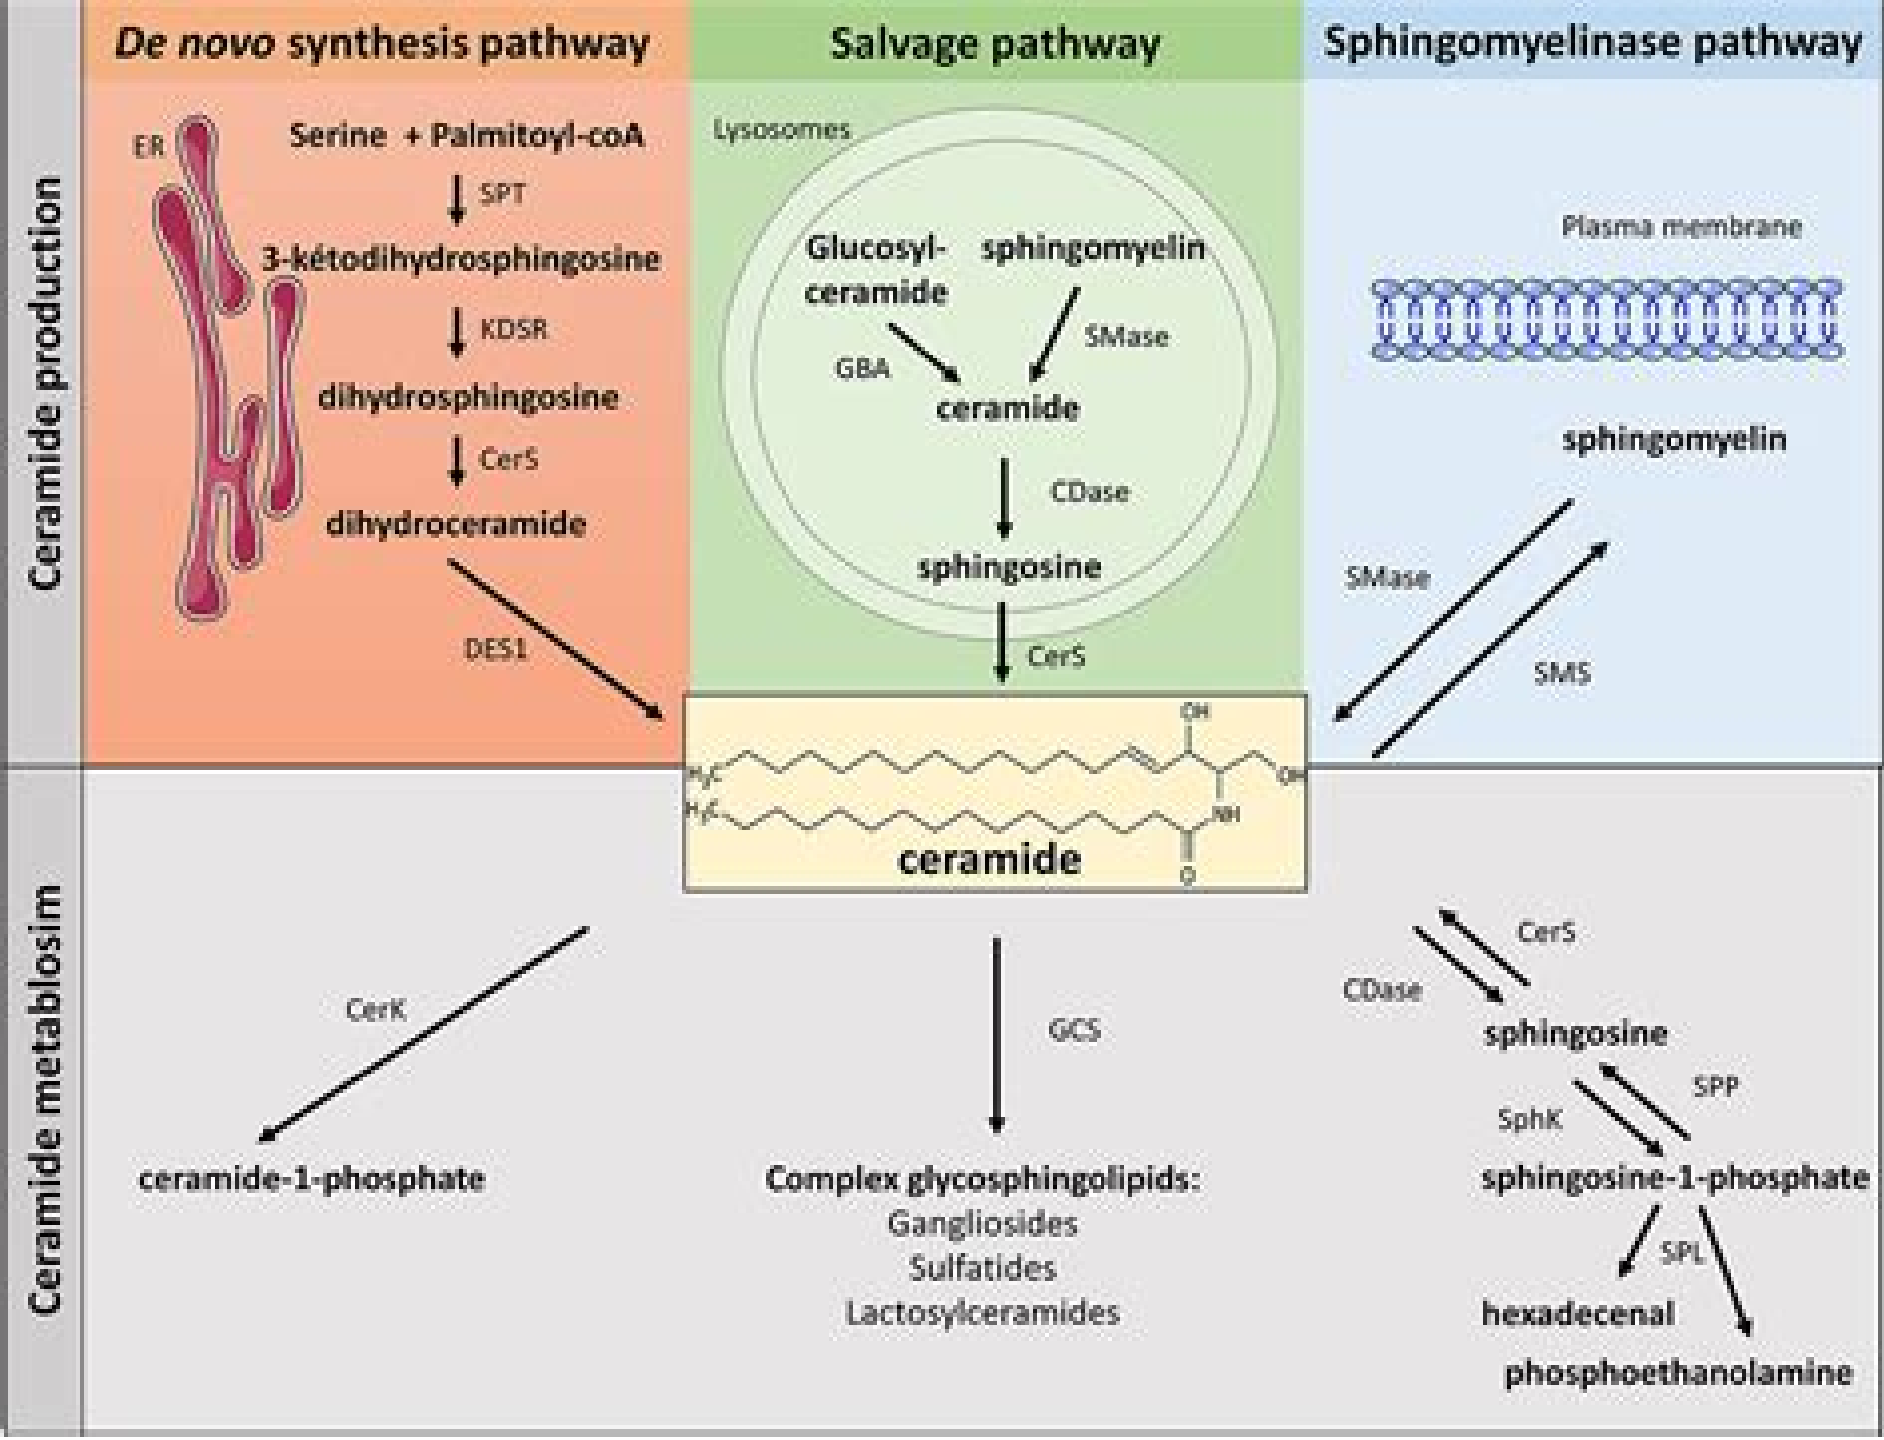 De novo synthesis pathway
Salvage pathway
Sphingomyelinase pathway
Ceramide production
ER
Serine + Palmitoyl-coA
SPT
3-kétodihydrosphingosine
KDSR
dihydrosphingosine
CerS
dihydroceramide
DES1
Lysosomes
Glucosyl-
ceramide
sphingomyelin
GBA
SMase
ceramide
CDase
sphingosine
CerS
Plasma membrane
sphingomyelin
SMase
SMS
OH
H3C
OH
H3C
NH
ceramide
O
Ceramide metablosim
CerK
ceramide-1-phosphate
GCS
Complex glycosphingolipids:
Gangliosides
Sulfatides
Lactosylceramides
CerS
CDase
sphingosine
SPP
SphK
sphingosine-1-phosphate
SPL
hexadecenal
phosphoethanolamine